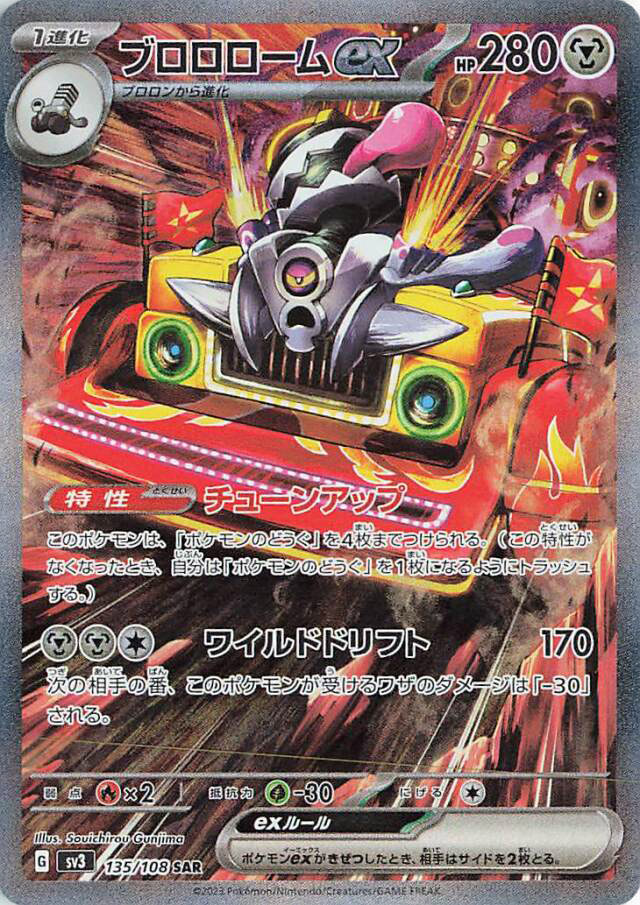 1進化
ブロロロームex
HP 280
ブロロンから進化
特性
とくせい
チューンアップ
このポケモンは、「ポケモンのどうぐ」を4枚までつけられる。（この特性が
なくなったとき、自分は「ポケモンのどうぐ」を1枚になるようにトラッシュ
する。）
ワイルドドリフト 170
次の相手の番、このポケモンが受けるワザのダメージは「-30」
される。
弱点 ×2 抵抗力 -30 にげる
exルール
ポケモンexがきぜつしたとき、相手はサイドを2枚とる。
Illus. Souichirou Gunjima
G sv3 135/108 SAR
©2023 Pokémon/Nintendo/Creatures/GAME FREAK